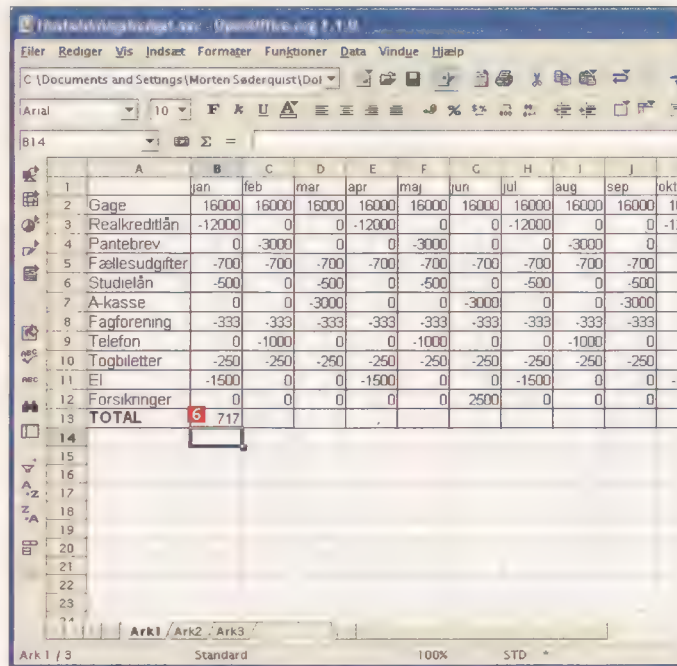 OpenOffice.org 1.1.0
Filer Rediger Vis Indsæt Formater Funktioner Data Vindue Hjælp
C:\Documents and Settings\Morten Søderquist\Dol
Arial 10 F K U A
B14 Σ =
A B C D E F G H I J
1 jan feb mar apr maj jun jul aug sep okt
2 Gage 16000 16000 16000 16000 16000 16000 16000 16000 16000
3 Realkreditlån -12000 0 0 -12000 0 0 -12000 0 0
4 Pantebrev 0 -3000 0 0 -3000 0 0 -3000 0
5 Fællesudgifter -700 -700 -700 -700 -700 -700 -700 -700 -700
6 Studielån -500 0 -500 0 -500 0 -500 0 -500
7 A-kasse 0 0 -3000 0 0 -3000 0 0 -3000
8 Fagforening -333 -333 -333 -333 -333 -333 -333 -333 -333
9 Telefon 0 -1000 0 0 -1000 0 0 -1000 0
10 Togbiletter -250 -250 -250 -250 -250 -250 -250 -250 -250
11 El -1500 0 0 -1500 0 0 -1500 0 0
12 Forsikringer 0 0 0 0 0 2500 0 0 0
13 TOTAL 6 717
14
15
16
17
18
19
20
21
22
23
24
Ark1 Ark2 Ark3
Ark 1 / 3 Standard 100% STD *